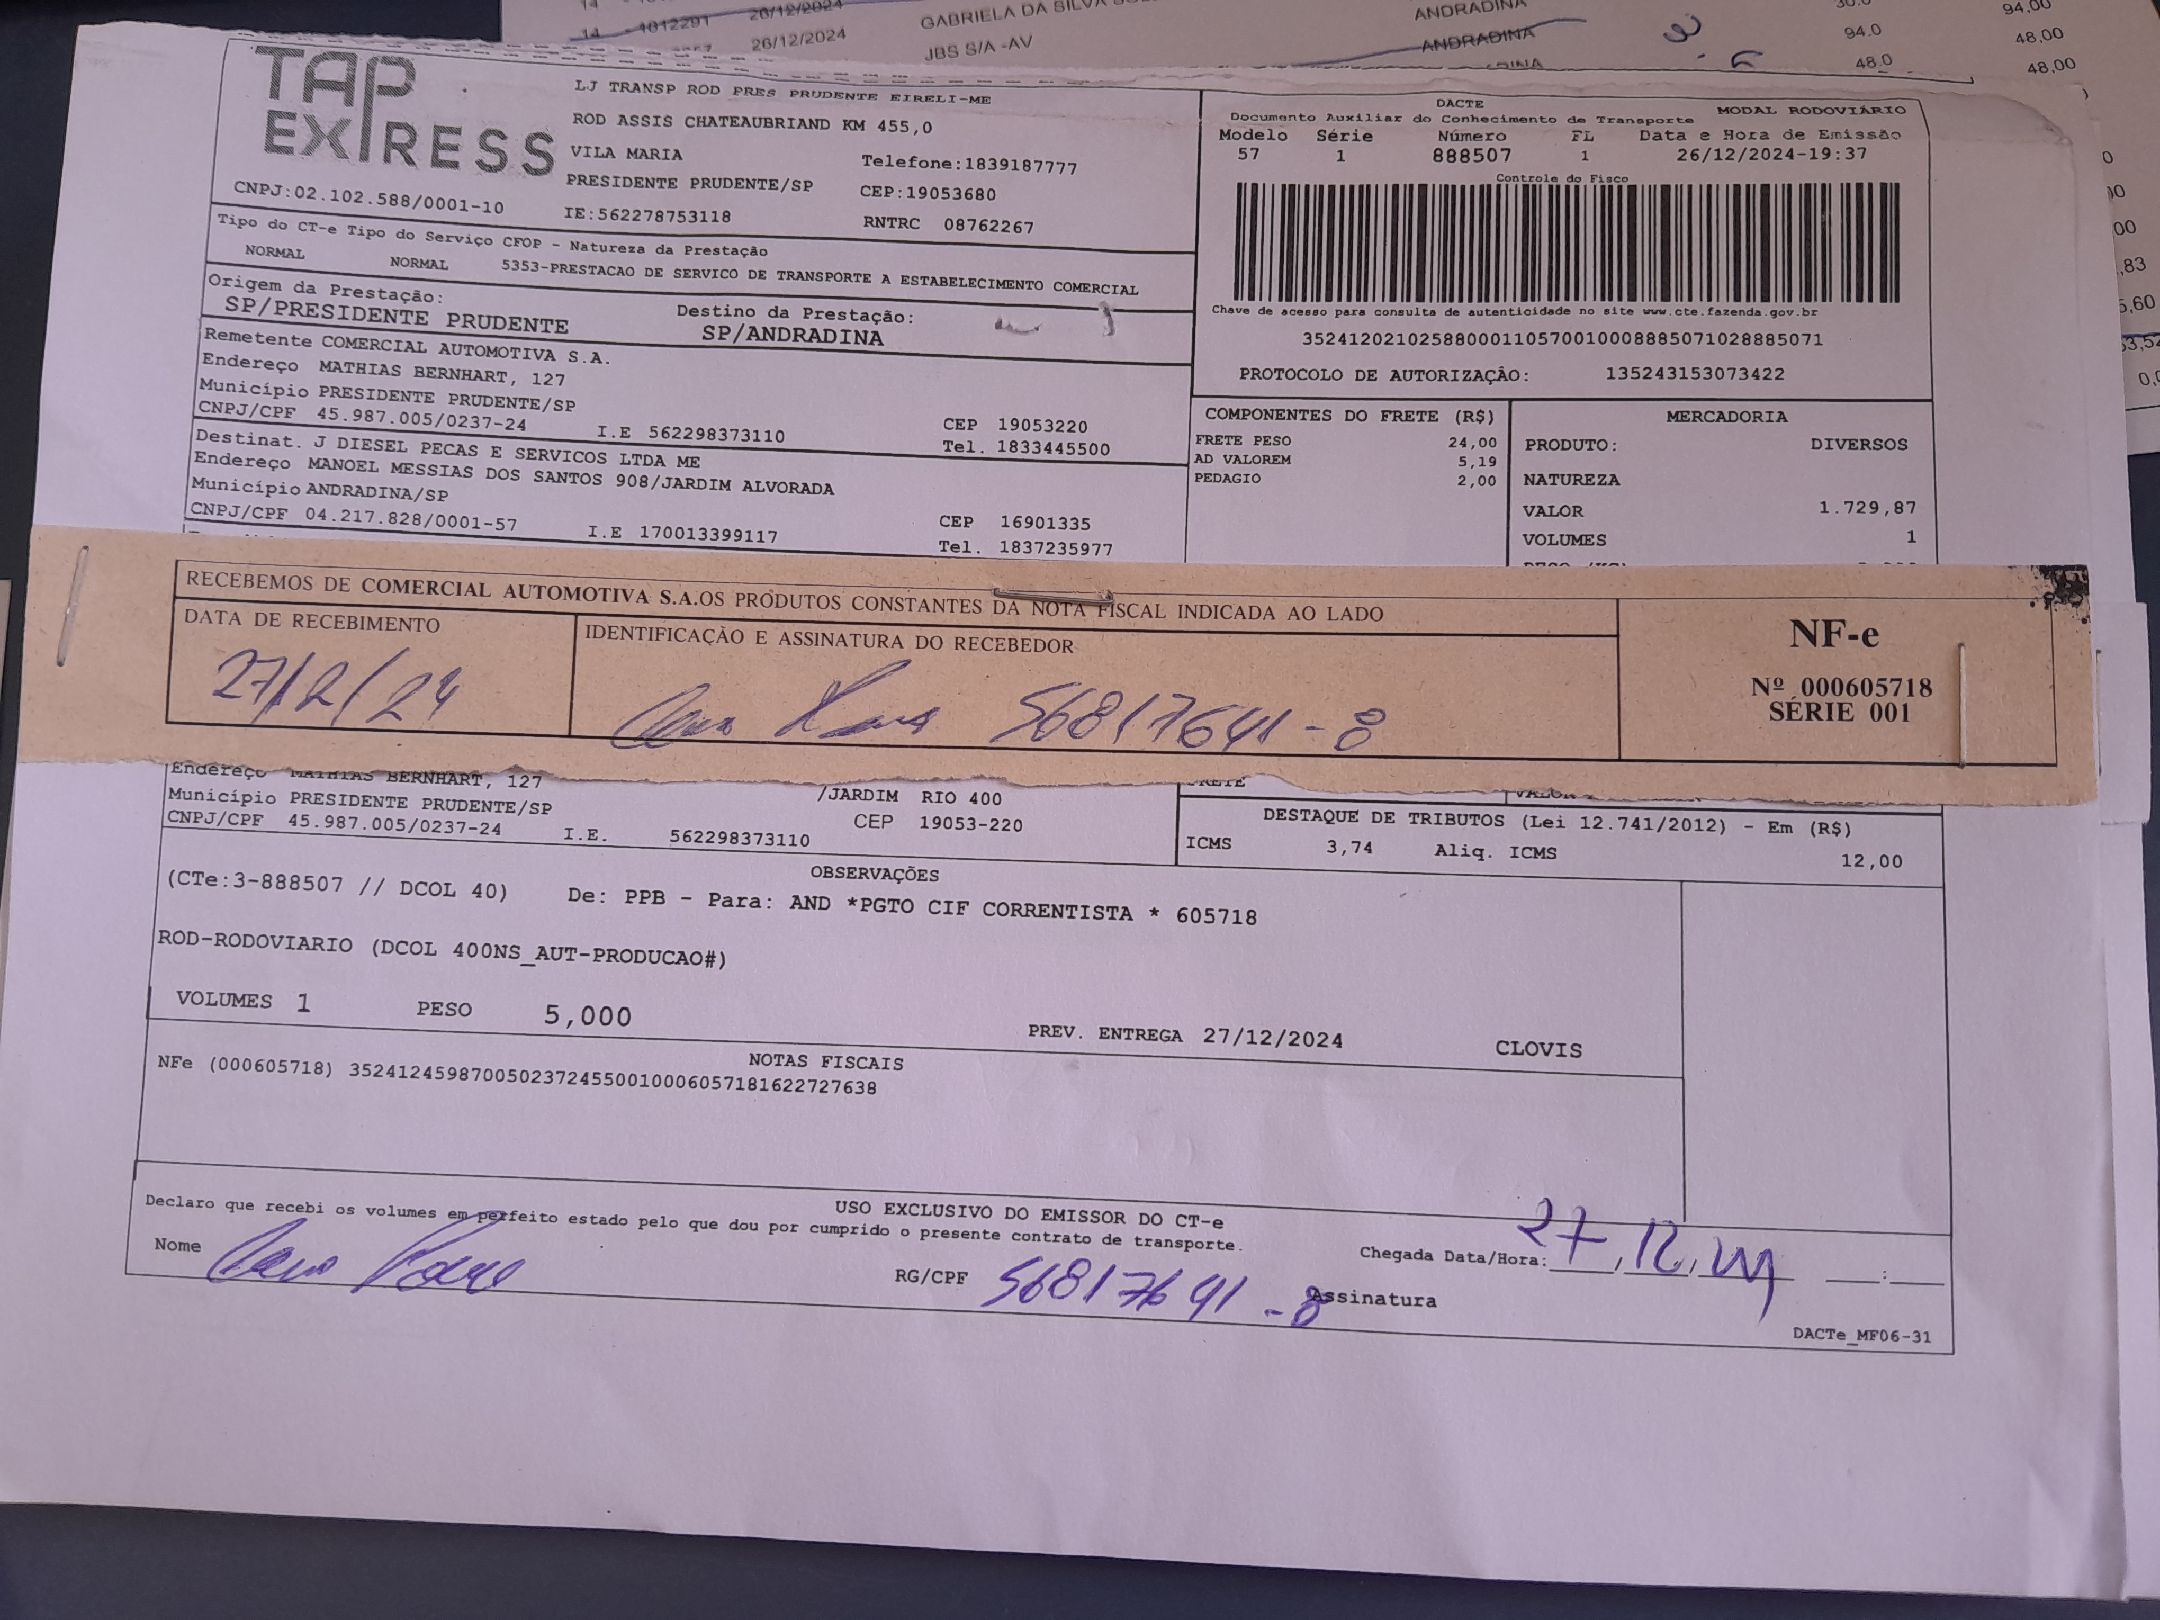 26/12/2024 GABRIELA DA SILVA ANDRADINA 94,00
14 1012291 26/12/2024 JBS S/A -AV ANDRADINA 94.0 48,00
48.0 48,00
TAP EXPRESS
LJ TRANSP ROD PRES PRUDENTE EIRELI-ME
ROD ASSIS CHATEAUBRIAND KM 455,0
VILA MARIA Telefone:1839187777
PRESIDENTE PRUDENTE/SP CEP:19053680
CNPJ:02.102.588/0001-10 IE:562278753118 RNTRC 08762267
DACTE MODAL RODOVIÁRIO
Documento Auxiliar do Conhecimento de Transporte
Modelo Série Número FL Data e Hora de Emissão
57 1 888507 1 26/12/2024-19:37
Controle do Fisco
Chave de acesso para consulta de autenticidade no site www.cte.fazenda.gov.br
35241202102588000110570010008885071028885071
PROTOCOLO DE AUTORIZAÇÃO: 135243153073422
Tipo do CT-e Tipo do Serviço CFOP - Natureza da Prestação
NORMAL NORMAL 5353-PRESTACAO DE SERVICO DE TRANSPORTE A ESTABELECIMENTO COMERCIAL
Origem da Prestação: Destino da Prestação:
SP/PRESIDENTE PRUDENTE SP/ANDRADINA
Remetente COMERCIAL AUTOMOTIVA S.A.
Endereço MATHIAS BERNHART, 127
Município PRESIDENTE PRUDENTE/SP CEP 19053220
CNPJ/CPF 45.987.005/0237-24 I.E 562298373110 Tel. 1833445500
Destinat. J DIESEL PECAS E SERVICOS LTDA ME
Endereço MANOEL MESSIAS DOS SANTOS 908/JARDIM ALVORADA
Município ANDRADINA/SP CEP 16901335
CNPJ/CPF 04.217.828/0001-57 I.E 170013399117 Tel. 1837235977
COMPONENTES DO FRETE (R$)
FRETE PESO 24,00
AD VALOREM 5,19
PEDAGIO 2,00
MERCADORIA
PRODUTO: DIVERSOS
NATUREZA
VALOR 1.729,87
VOLUMES 1
RECEBEMOS DE COMERCIAL AUTOMOTIVA S.A.OS PRODUTOS CONSTANTES DA NOTA FISCAL INDICADA AO LADO
DATA DE RECEBIMENTO IDENTIFICAÇÃO E ASSINATURA DO RECEBEDOR
27/12/24 56817641-8
NF-e
Nº 000605718
SÉRIE 001
Endereço MATHIAS BERNHART, 127 /JARDIM RIO 400
Município PRESIDENTE PRUDENTE/SP CEP 19053-220
CNPJ/CPF 45.987.005/0237-24 I.E. 562298373110
FRETE
DESTAQUE DE TRIBUTOS (Lei 12.741/2012) - Em (R$)
ICMS 3,74 Aliq. ICMS 12,00
OBSERVAÇÕES
(CTe:3-888507 // DCOL 40) De: PPB - Para: AND *PGTO CIF CORRENTISTA * 605718
ROD-RODOVIARIO (DCOL 400NS_AUT-PRODUCAO#)
VOLUMES 1 PESO 5,000 PREV. ENTREGA 27/12/2024 CLOVIS
NOTAS FISCAIS
NFe (000605718) 35241245987005023724550010006057181622727638
USO EXCLUSIVO DO EMISSOR DO CT-e
Declaro que recebi os volumes em perfeito estado pelo que dou por cumprido o presente contrato de transporte.
Nome RG/CPF 56817641-8 Assinatura
Chegada Data/Hora: 27,12,24 __:__
DACTe_MF06-31